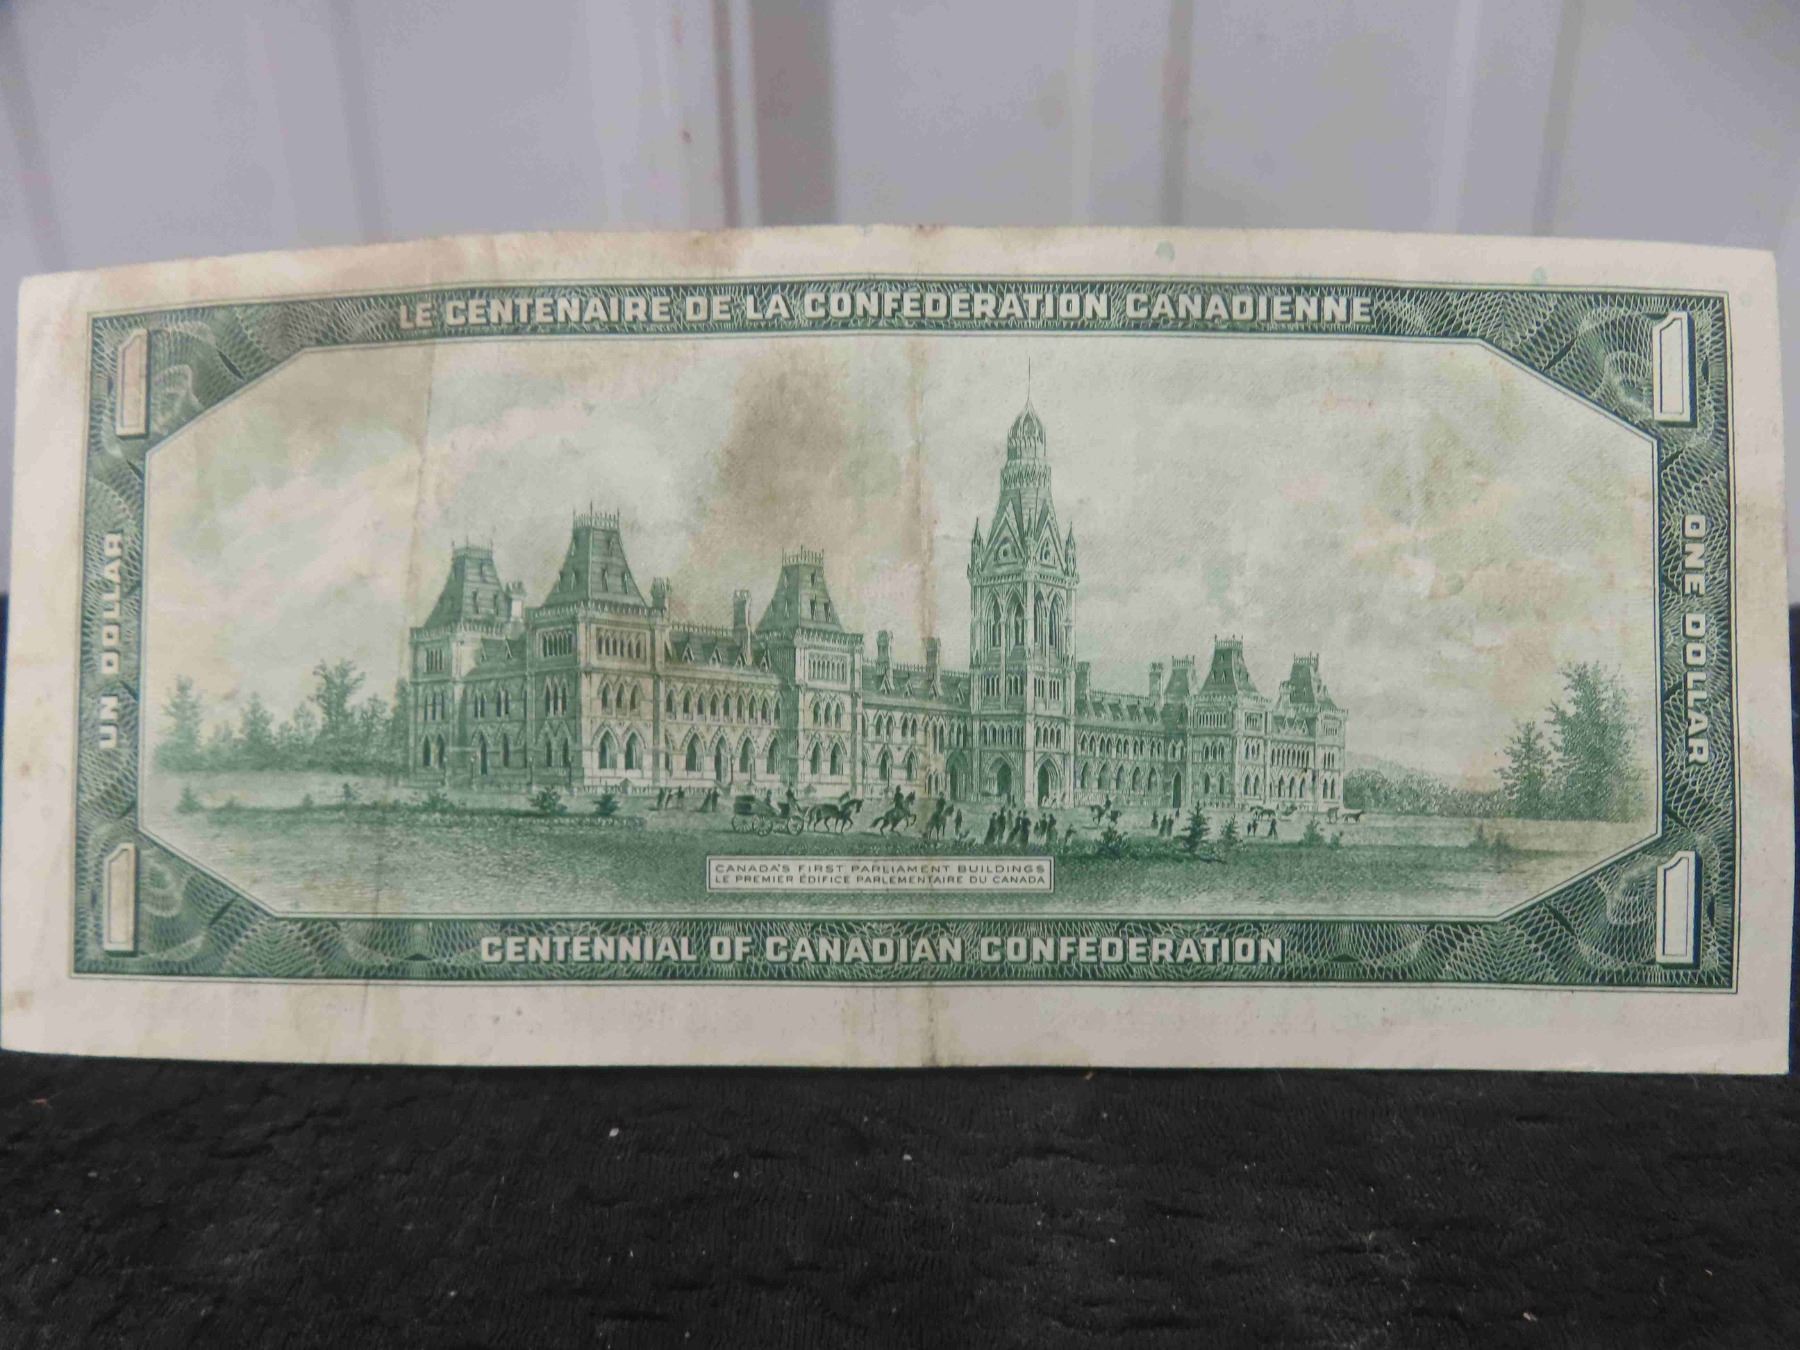 LE CENTENAIRE DE LA CONFEDERATION CANADIENNE
1
1
UN DOLLAR
ONE DOLLAR
CANADA'S FIRST PARLIAMENT BUILDINGS
LE PREMIER ÉDIFICE PARLEMENTAIRE DU CANADA
1
1
CENTENNIAL OF CANADIAN CONFEDERATION